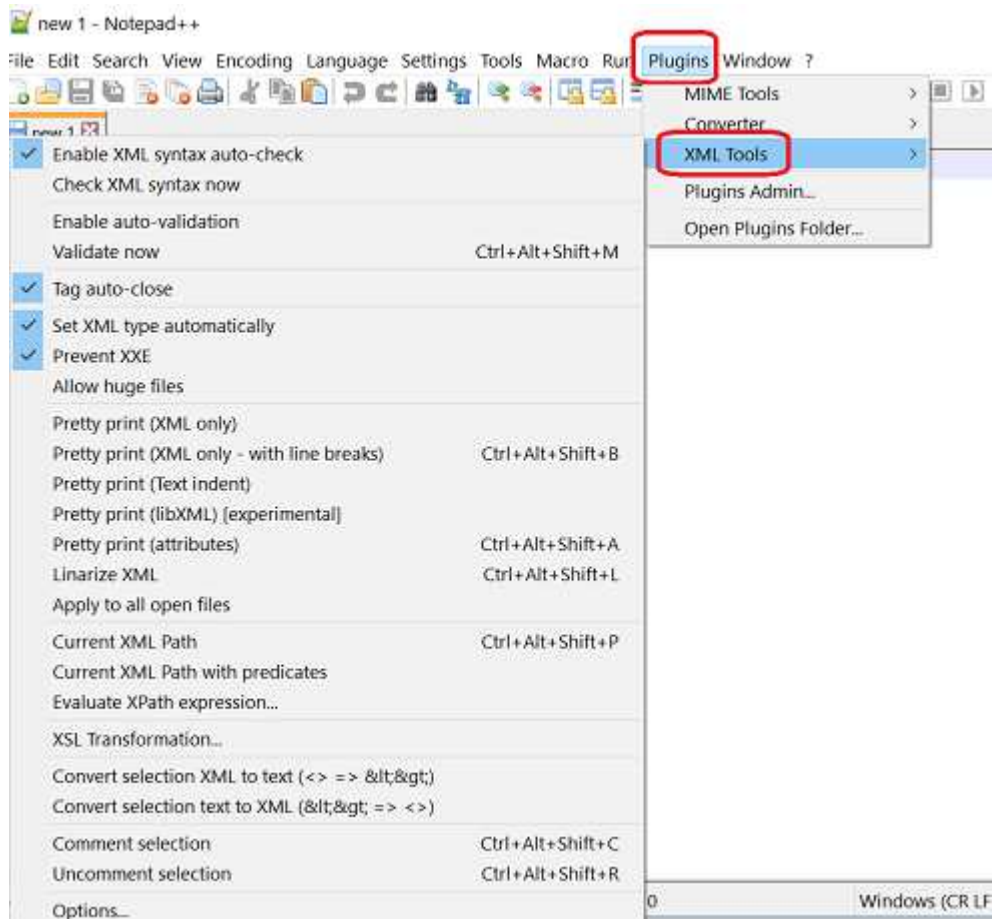 new 1 - Notepad++
File Edit Search View Encoding Language Settings Tools Macro Run Plugins Window ?
MIME Tools
Converter
XML Tools
Plugins Admin...
Open Plugins Folder...
new 1
Enable XML syntax auto-check
Check XML syntax now
Enable auto-validation
Validate now Ctrl+Alt+Shift+M
Tag auto-close
Set XML type automatically
Prevent XXE
Allow huge files
Pretty print (XML only)
Pretty print (XML only - with line breaks) Ctrl+Alt+Shift+B
Pretty print (Text indent)
Pretty print (libXML) [experimental]
Pretty print (attributes) Ctrl+Alt+Shift+A
Linarize XML Ctrl+Alt+Shift+L
Apply to all open files
Current XML Path Ctrl+Alt+Shift+P
Current XML Path with predicates
Evaluate XPath expression...
XSL Transformation...
Convert selection XML to text (<> => &lt;&gt;)
Convert selection text to XML (&lt;&gt; => <>)
Comment selection Ctrl+Alt+Shift+C
Uncomment selection Ctrl+Alt+Shift+R
Options...
0 Windows (CR LF